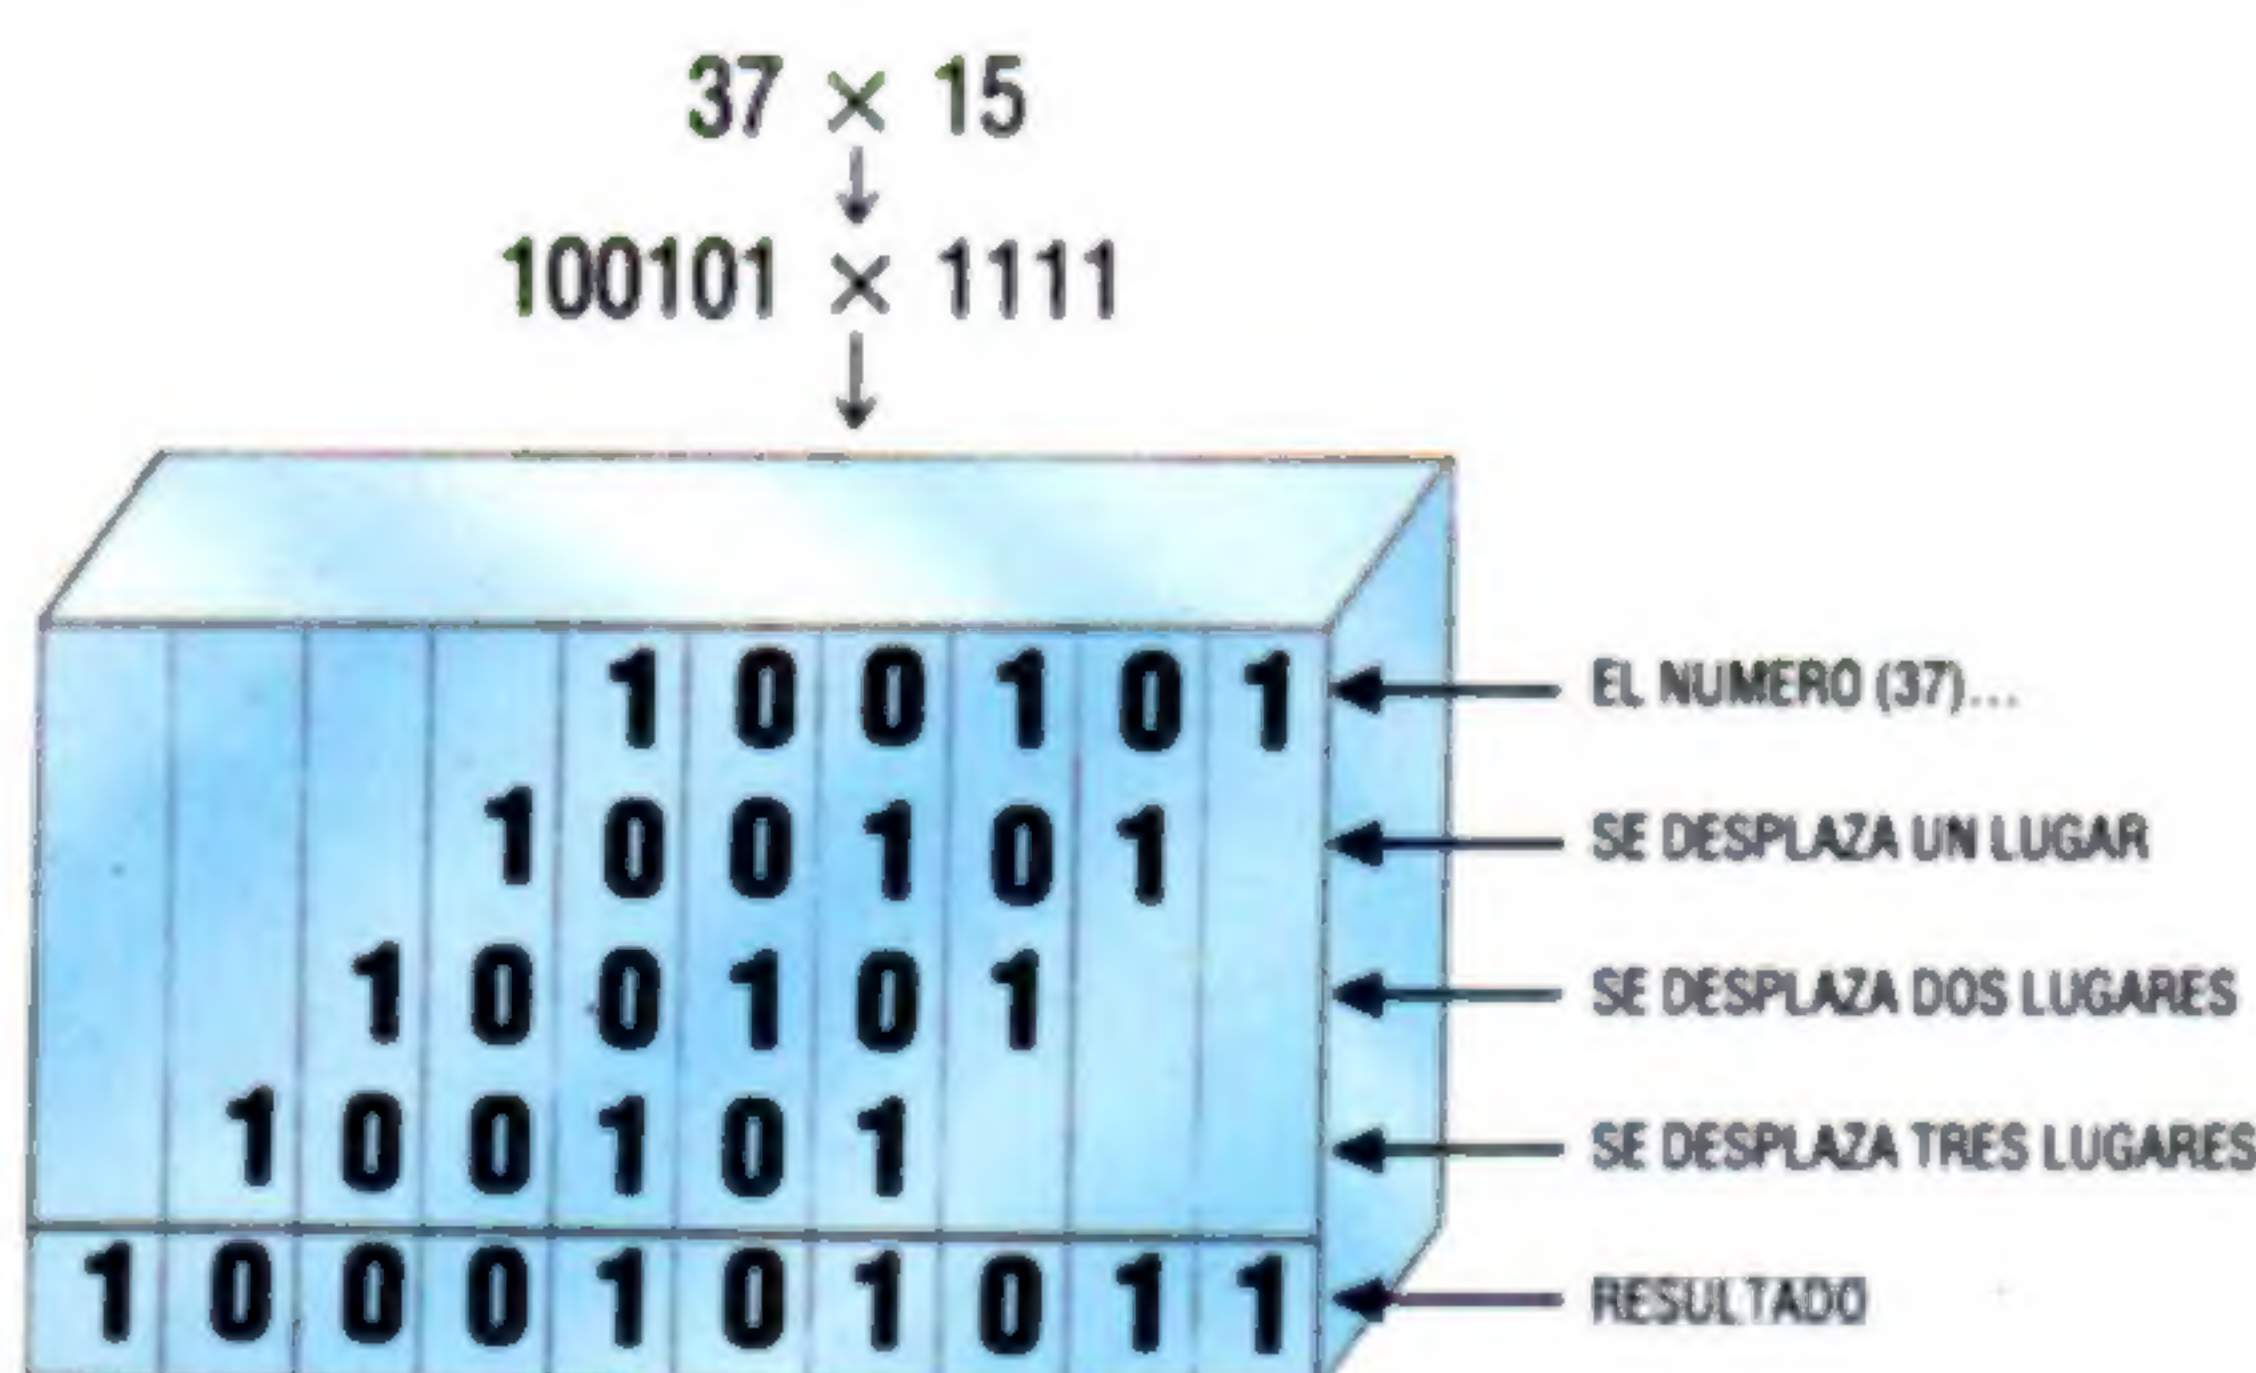 37 × 15
100101 × 1111
1 0 0 1 0 1 EL NUMERO (37)...
1 0 0 1 0 1 SE DESPLAZA UN LUGAR
1 0 0 1 0 1 SE DESPLAZA DOS LUGARES
1 0 0 1 0 1 SE DESPLAZA TRES LUGARES
1 0 0 0 1 0 1 0 1 1 RESULTADO